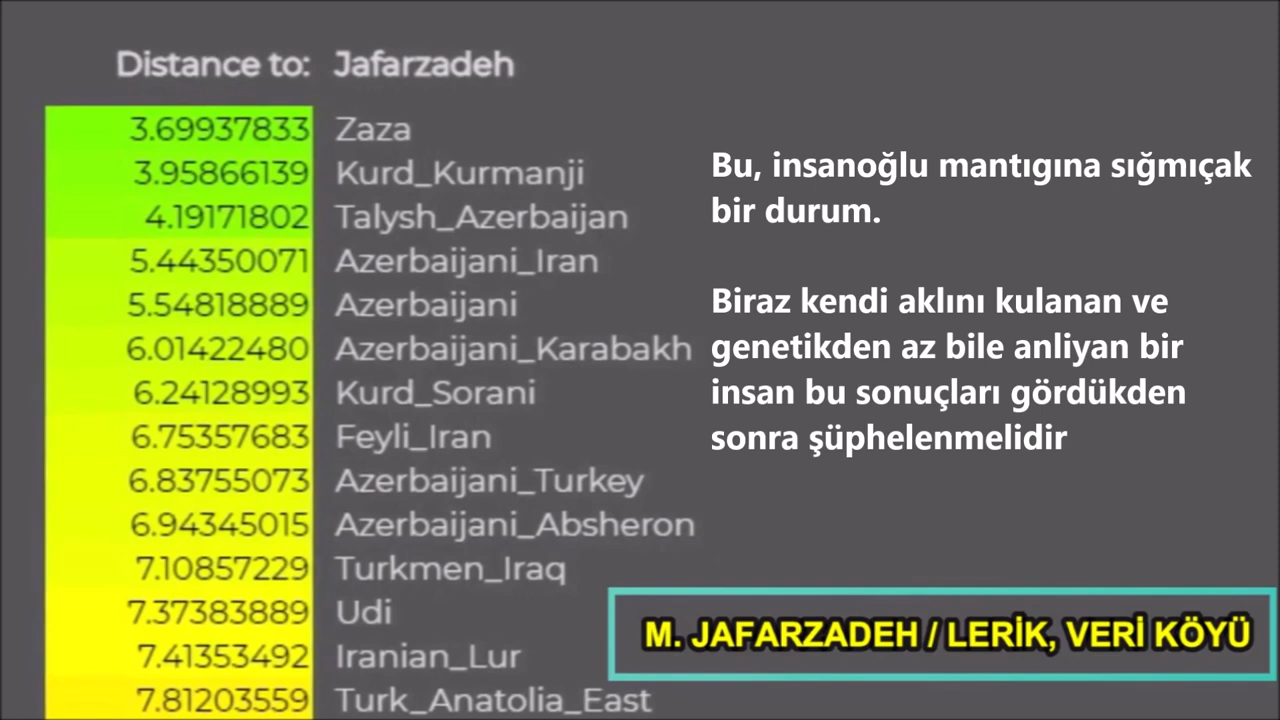 Distance to: Jafarzadeh
3.69937833 Zaza
3.95866139 Kurd_Kurmanji
4.19171802 Talysh_Azerbaijan
5.44350071 Azerbaijani_Iran
5.54818889 Azerbaijani
6.01422480 Azerbaijani_Karabakh
6.24128993 Kurd_Sorani
6.75357683 Feyli_Iran
6.83755073 Azerbaijani_Turkey
6.94345015 Azerbaijani_Absheron
7.10857229 Turkmen_Iraq
7.37383889 Udi
7.41353492 Iranian_Lur
7.81203559 Turk_Anatolia_East
Bu, insanoğlu mantıgına sığmıçak
bir durum.
Biraz kendi aklını kulanan ve
genetikden az bile anliyan bir
insan bu sonuçları gördükden
sonra şüphelenmelidir
M. JAFARZADEH / LERİK, VERİ KÖYÜ